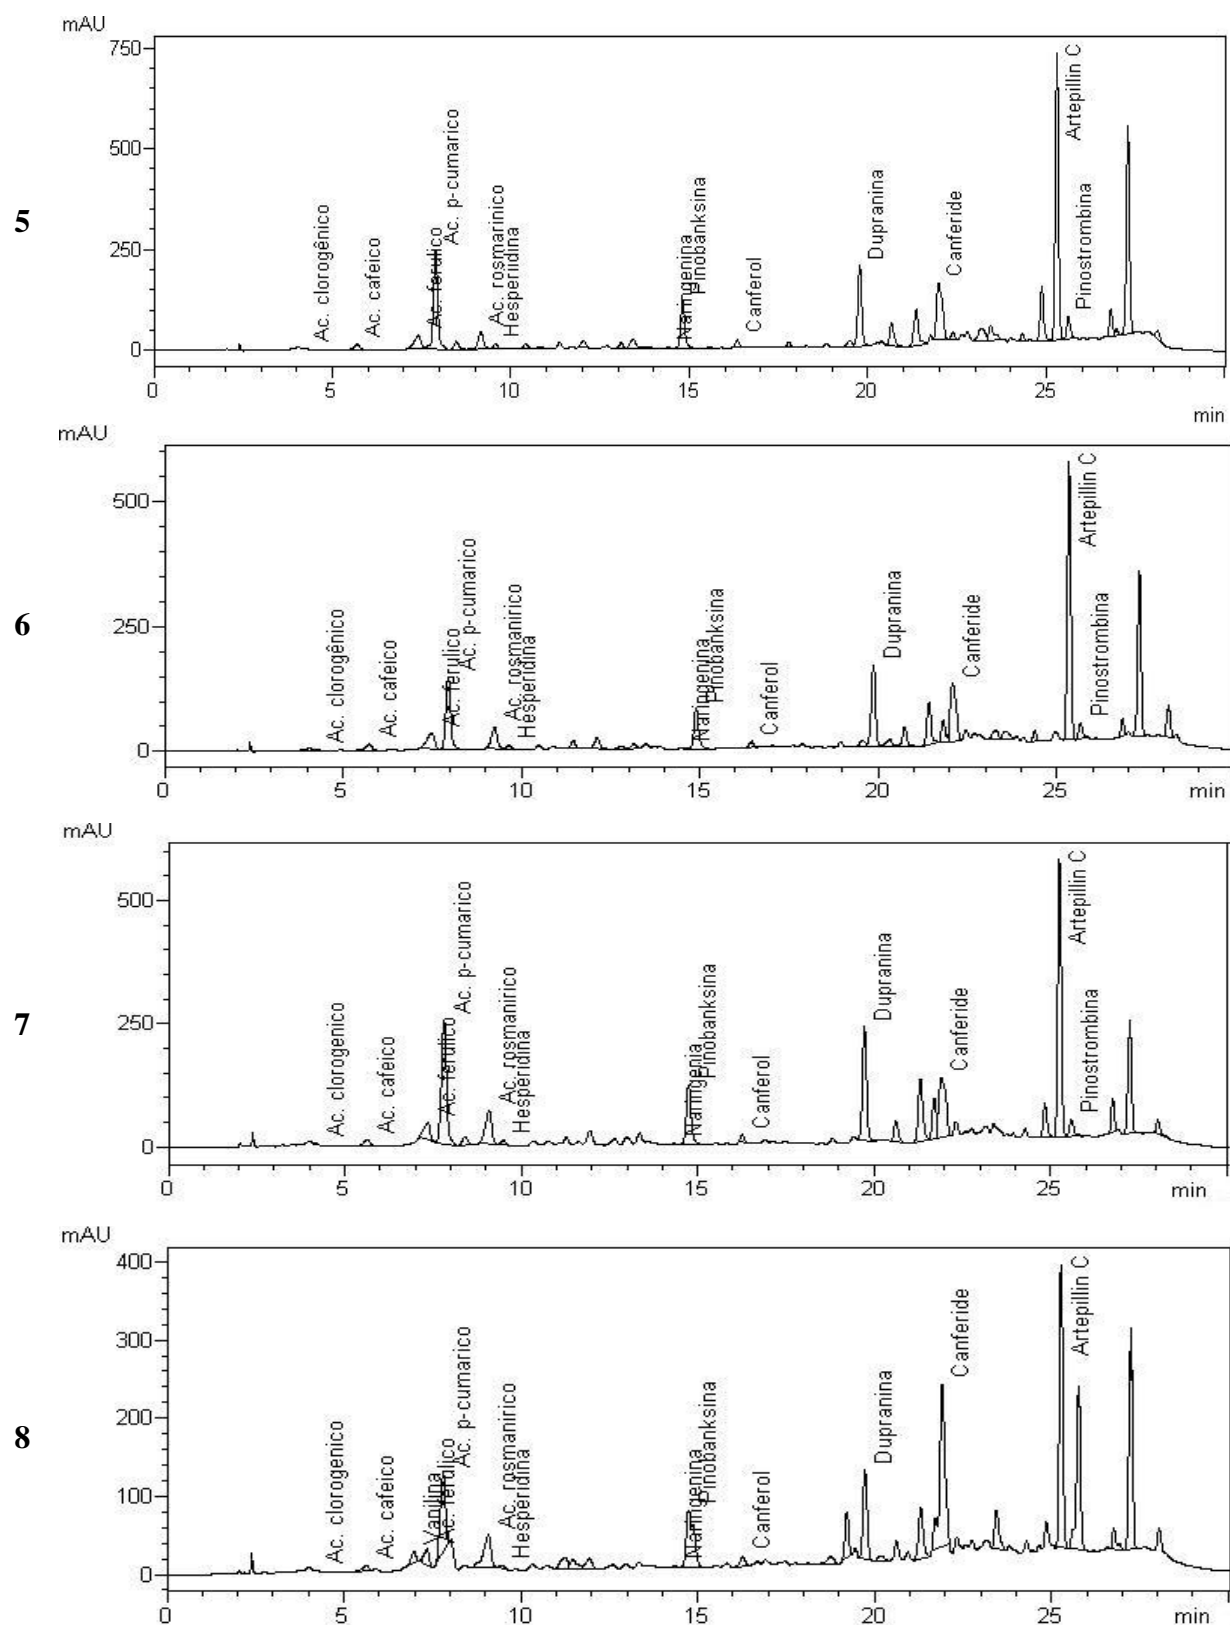 mAU
750
500
250
0
5
Ac. clorogênico
Ac. cafeico
Ac. ferulico
Ac. p-cumarico
Ac. rosmarinico
Hesperidina
Naringenina
Pinobanksina
Canferol
Dupranina
Canferide
Artepillin C
Pinostrombina
0 5 10 15 20 25
min
mAU
500
250
0
6
Ac. clorogênico
Ac. cafeico
Ac. ferulico
Ac. p-cumarico
Ac. rosmanirico
Hesperidina
Naringenina
Pinobanksina
Canferol
Dupranina
Canferide
Artepillin C
Pinostrombina
0 5 10 15 20 25 min
mAU
500
250
0
7
Ac. clorogenico
Ac. cafeico
Ac. ferulico
Ac. p-cumarico
Ac. rosmanirico
Hesperidina
Naringenia
Pinobanksina
Canferol
Dupranina
Canferide
Artepillin C
Pinostrombina
0 5 10 15 20 25 min
mAU
400
300
200
100
0
8
Ac. clorogenico
Ac. cafeico
Vanilina
Ac. ferulico
Ac. p-cumarico
Ac. rosmanirico
Hesperidina
Naringenina
Pinobanksina
Canferol
Dupranina
Canferide
Artepillin C
0 5 10 15 20 25 min